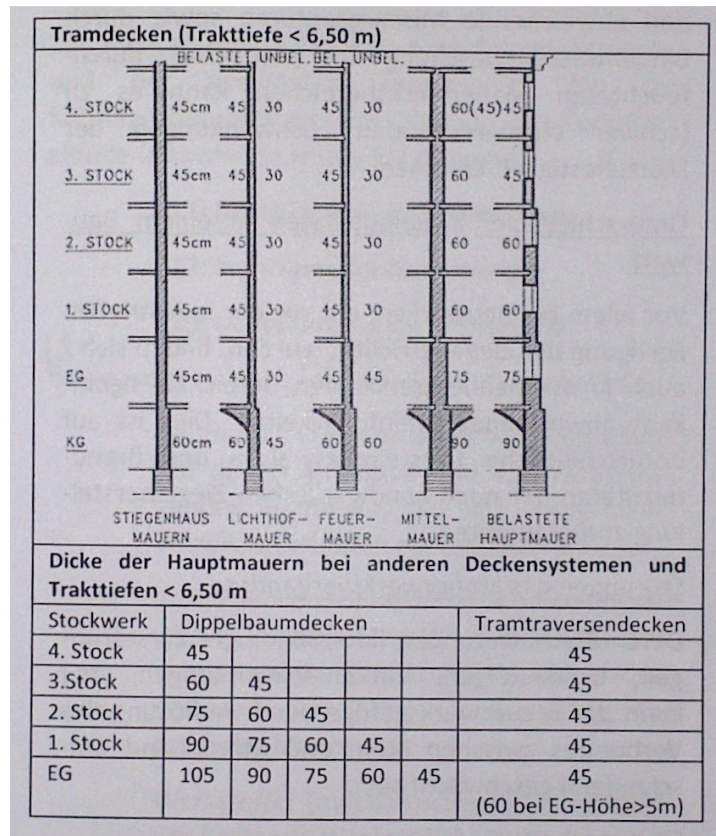 Tramdecken (Trakttiefe < 6,50 m)
BELASTET UNBEL. BEL. UNBEL.
4. STOCK 45cm 45 30 45 30 60(45) 45
3. STOCK 45cm 45 30 45 30 60 45
2. STOCK 45cm 45 30 45 30 60 60
1. STOCK 45cm 45 30 45 30 60 60
EG 45cm 45 30 45 45 75 75
KG 60cm 60 45 60 60 90 90
STIEGENHAUS LICHTHOF- FEUER- MITTEL- BELASTETE
MAUERN MAUER MAUER MAUER HAUPTMAUER
Dicke der Hauptmauern bei anderen Deckensystemen und
Trakttiefen < 6,50 m
Stockwerk Dippelbaumdecken Tramtraversendecken
4. Stock 45 45
3.Stock 60 45 45
2.Stock 75 60 45 45
1.Stock 90 75 60 45 45
EG 105 90 75 60 45 45
(60 bei EG-Höhe>5m)